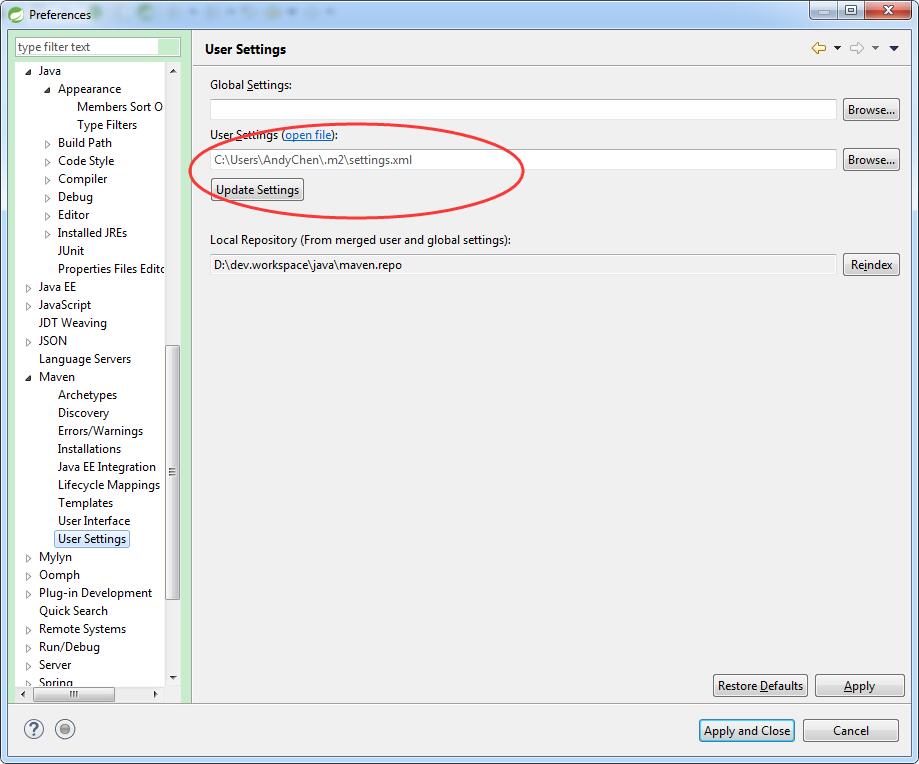 Preferences
type filter text
Java
Appearance
Members Sort O
Type Filters
Build Path
Code Style
Compiler
Debug
Editor
Installed JREs
JUnit
Properties Files Edito
Java EE
JavaScript
JDT Weaving
JSON
Language Servers
Maven
Archetypes
Discovery
Errors/Warnings
Installations
Java EE Integration
Lifecycle Mappings
Templates
User Interface
User Settings
Mylyn
Oomph
Plug-in Development
Quick Search
Remote Systems
Run/Debug
Server
Spring
User Settings
Global Settings:
Browse...
User Settings (open file):
C:\Users\AndyChen\.m2\settings.xml
Browse...
Update Settings
Local Repository (From merged user and global settings):
D:\dev.workspace\java\maven.repo
Reindex
Restore Defaults
Apply
?
Apply and Close
Cancel